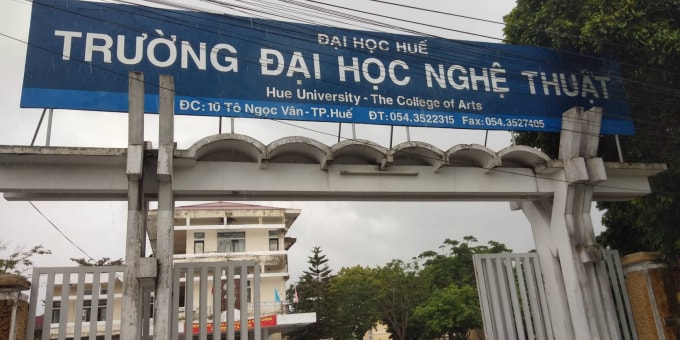 ĐẠI HỌC HUẾ
TRƯỜNG ĐẠI HỌC NGHỆ THUẬT
Hue University - The College of Arts
ĐC: 10 Tô Ngọc Vân-TP.Huế ĐT:054.3522315 Fax:054.3527405